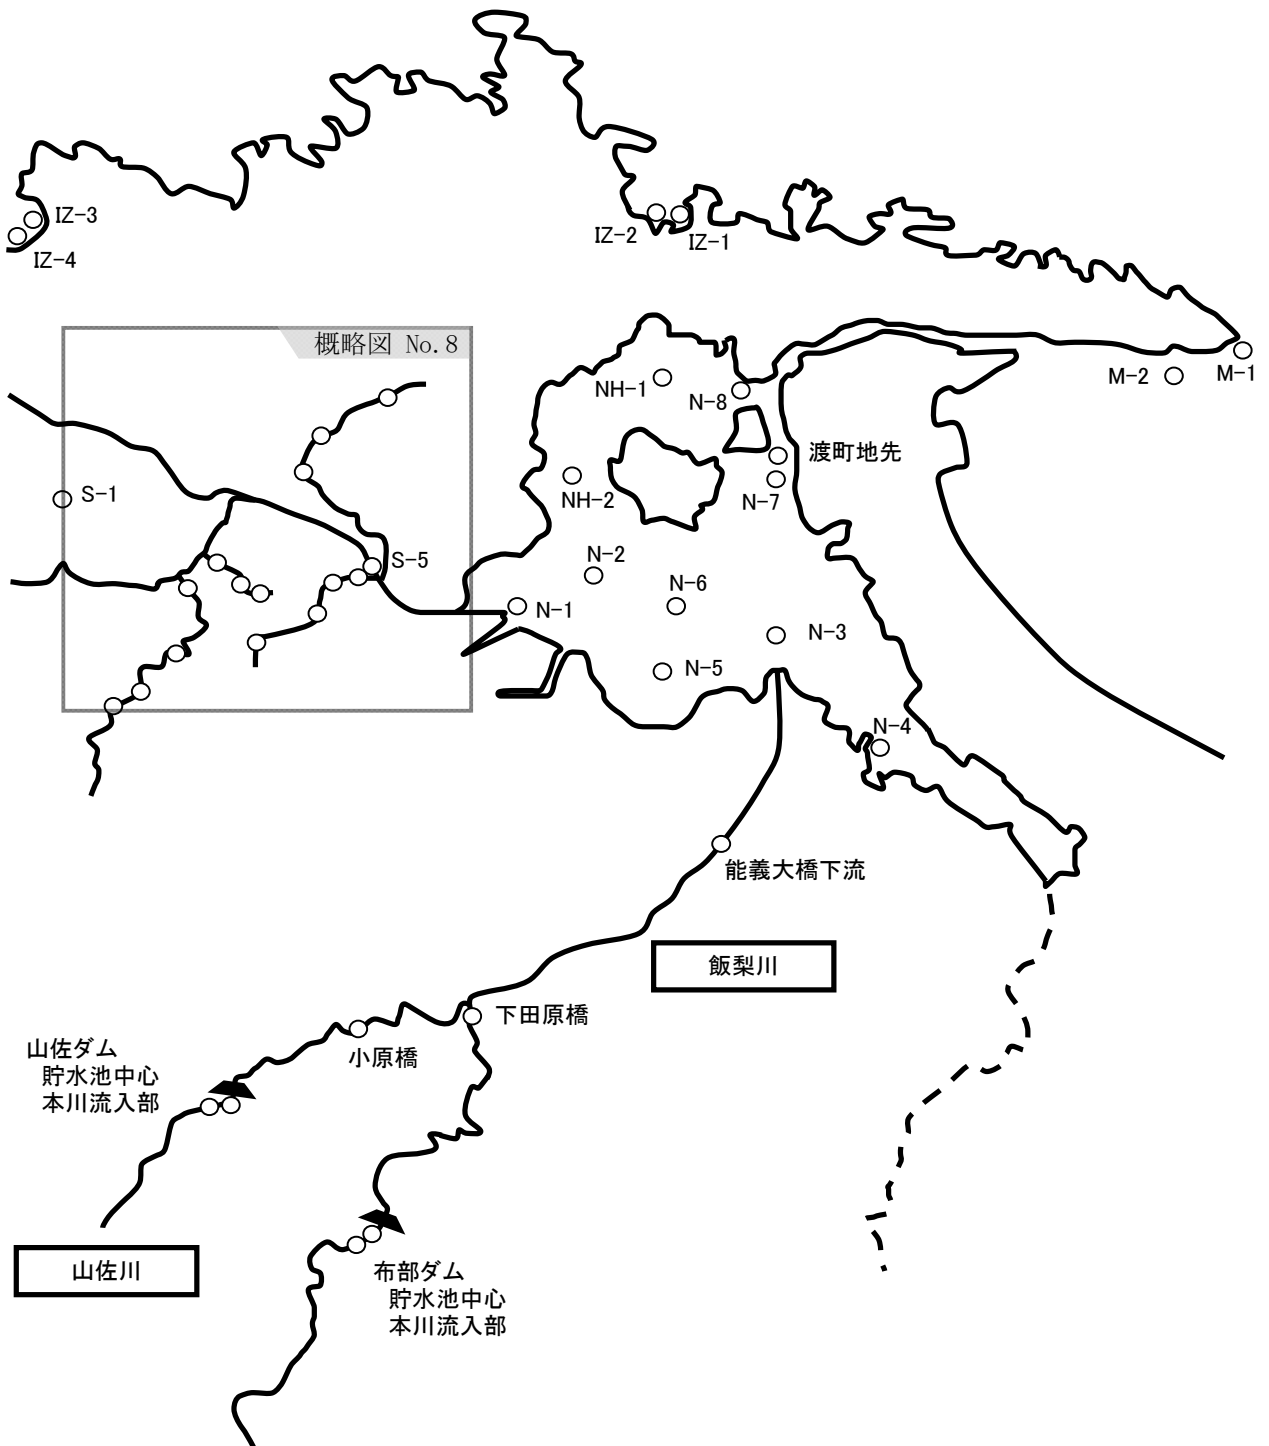 IZ-3
IZ-4
IZ-2
IZ-1
概略図 No.8
M-2
M-1
NH-1
N-8
渡町地先
S-1
NH-2
N-7
S-5
N-2
N-6
N-1
N-3
N-5
N-4
能義大橋下流
飯梨川
下田原橋
小原橋
山佐ダム
貯水池中心
本川流入部
山佐川
布部ダム
貯水池中心
本川流入部